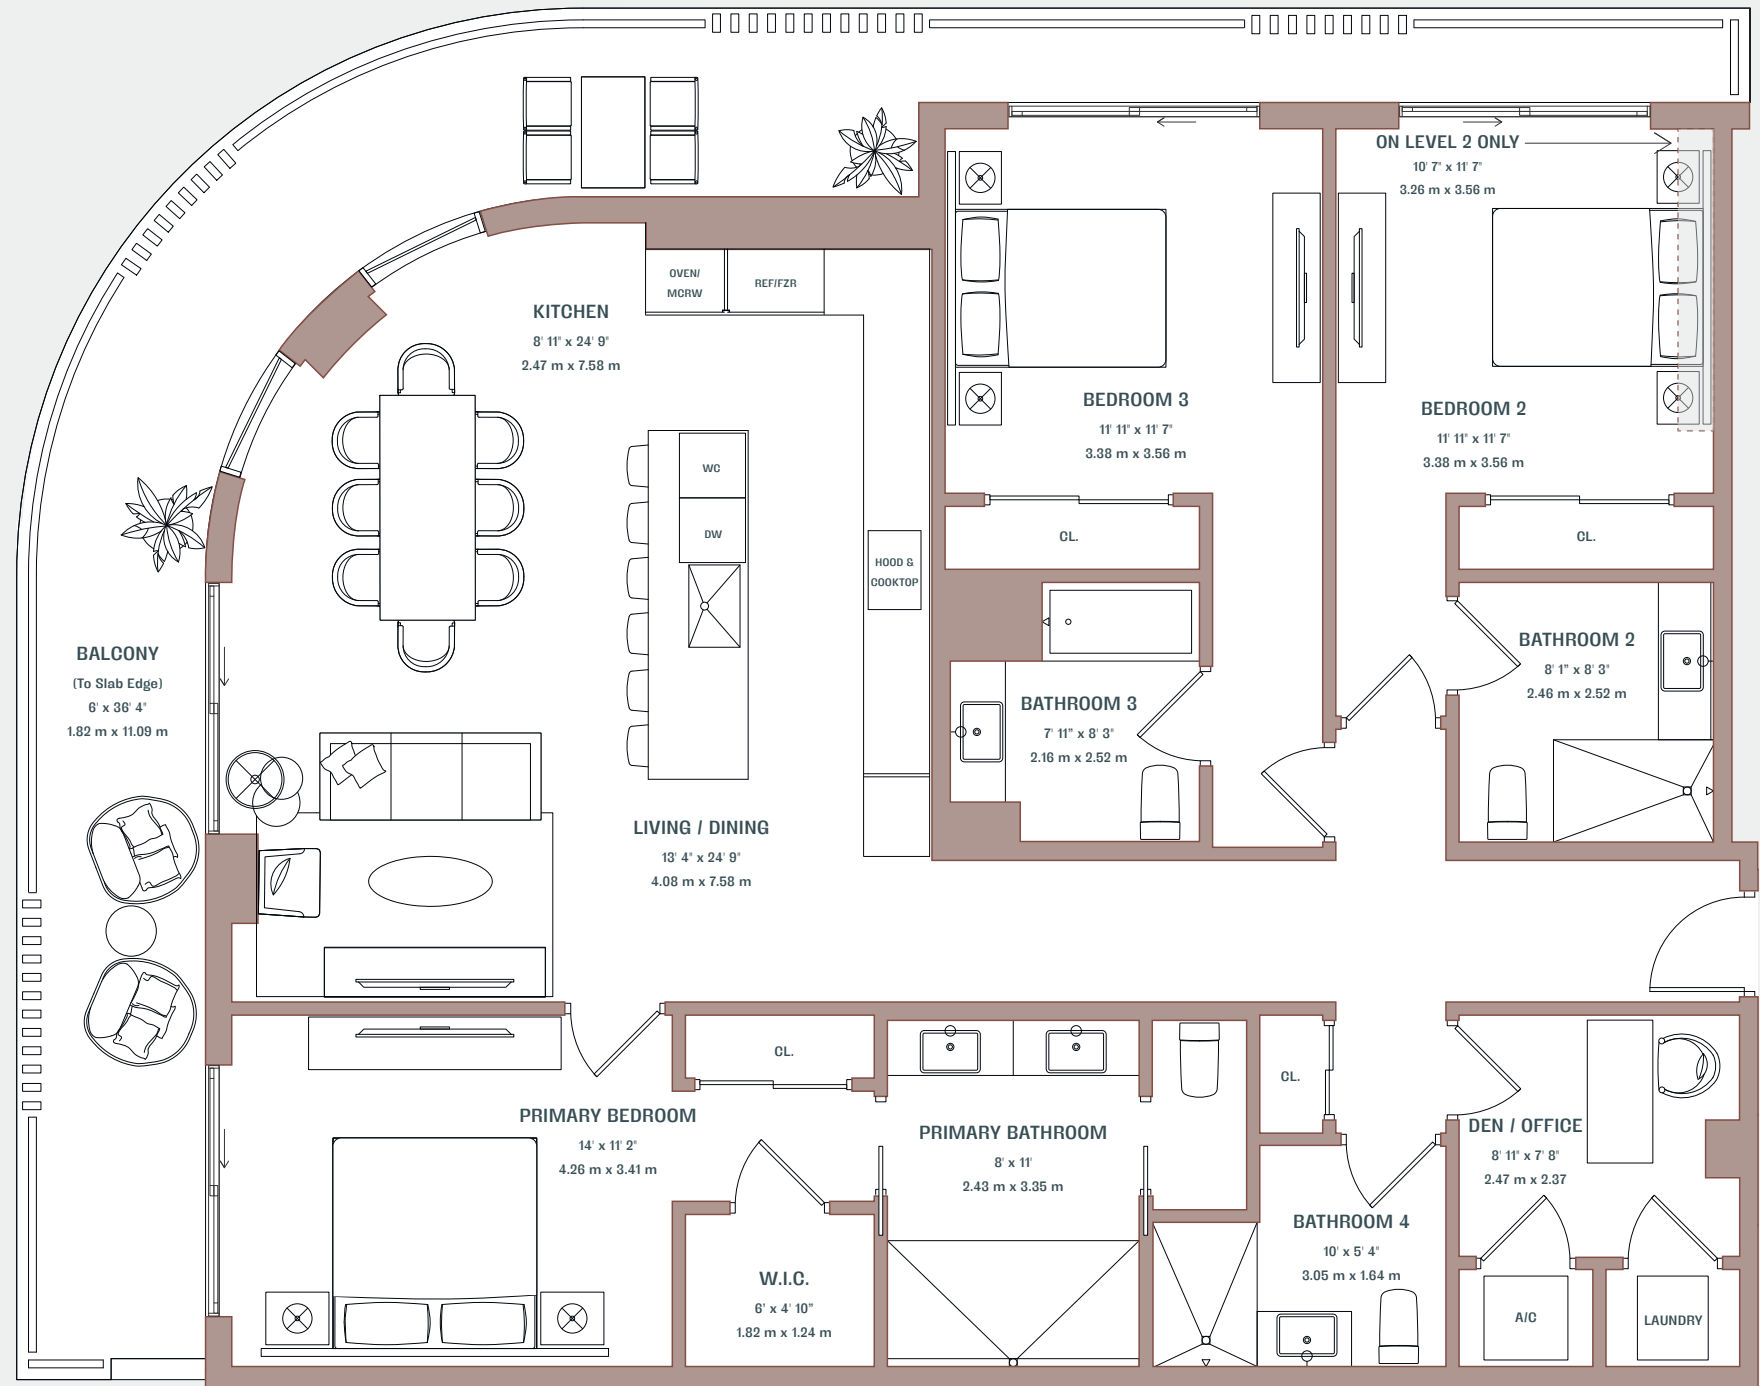 ON LEVEL 2 ONLY
10' 7" x 11' 7"
3.26 m x 3.56 m
OVEN/
MCRW
REF/FZR
KITCHEN
8' 11" x 24' 9"
2.47 m x 7.58 m
BEDROOM 3
11' 11" x 11' 7"
3.38 m x 3.56 m
BEDROOM 2
11' 11" x 11' 7"
3.38 m x 3.56 m
WC
DW
HOOD &
COOKTOP
CL.
CL.
BALCONY
(To Slab Edge)
6' x 36' 4"
1.82 m x 11.09 m
BATHROOM 3
7' 11" x 8' 3"
2.16 m x 2.52 m
BATHROOM 2
8' 1" x 8' 3"
2.46 m x 2.52 m
LIVING / DINING
13' 4" x 24' 9"
4.08 m x 7.58 m
CL.
CL.
PRIMARY BEDROOM
14' x 11' 2"
4.26 m x 3.41 m
PRIMARY BATHROOM
8' x 11'
2.43 m x 3.35 m
DEN / OFFICE
8' 11" x 7' 8"
2.47 m x 2.37
W.I.C.
6' x 4' 10"
1.82 m x 1.24 m
BATHROOM 4
10' x 5' 4"
3.05 m x 1.64 m
A/C
LAUNDRY